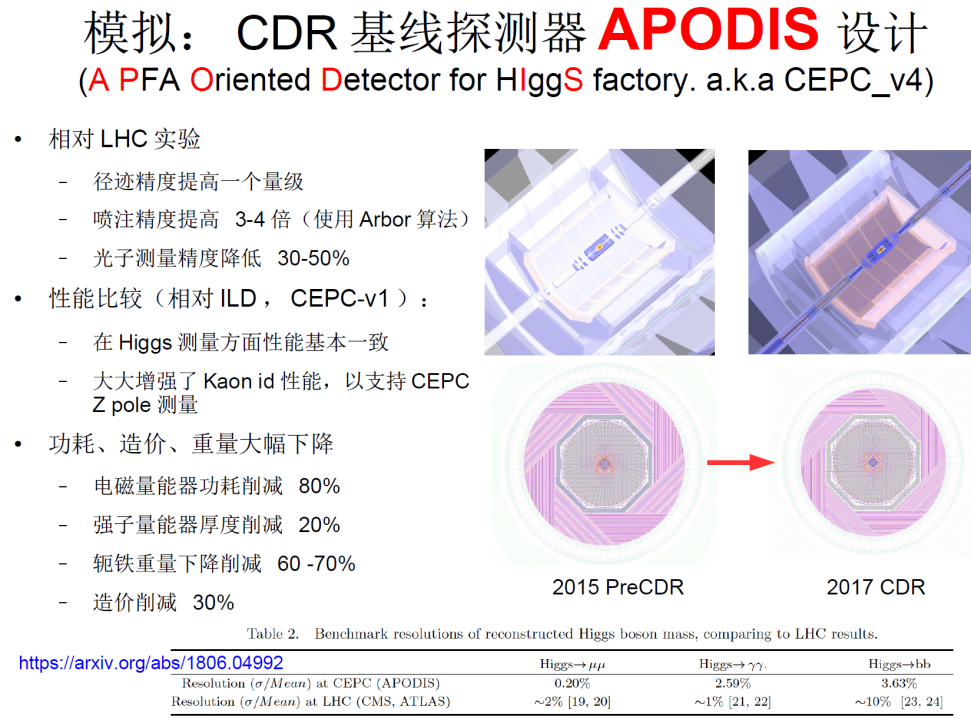 模拟： CDR 基线探测器 APODIS 设计
(A PFA Oriented Detector for HIggS factory. a.k.a CEPC_v4)
• 相对 LHC 实验
– 径迹精度提高一个量级
– 喷注精度提高 3-4 倍（使用 Arbor 算法）
– 光子测量精度降低 30-50%
• 性能比较（相对 ILD， CEPC-v1）：
– 在 Higgs 测量方面性能基本一致
– 大大增强了 Kaon id 性能，以支持 CEPC
Z pole 测量
• 功耗、造价、重量大幅下降
– 电磁量能器功耗削减 80%
– 强子量能器厚度削减 20%
– 轭铁重量下降削减 60 -70%
– 造价削减 30%
2015 PreCDR
2017 CDR
Table 2. Benchmark resolutions of reconstructed Higgs boson mass, comparing to LHC results.
https://arxiv.org/abs/1806.04992
Higgs→μμ Higgs→γγ. Higgs→bb
Resolution (σ/Mean) at CEPC (APODIS) 0.20% 2.59% 3.63%
Resolution (σ/Mean) at LHC (CMS, ATLAS) ~2% [19, 20] ~1% [21, 22] ~10% [23, 24]